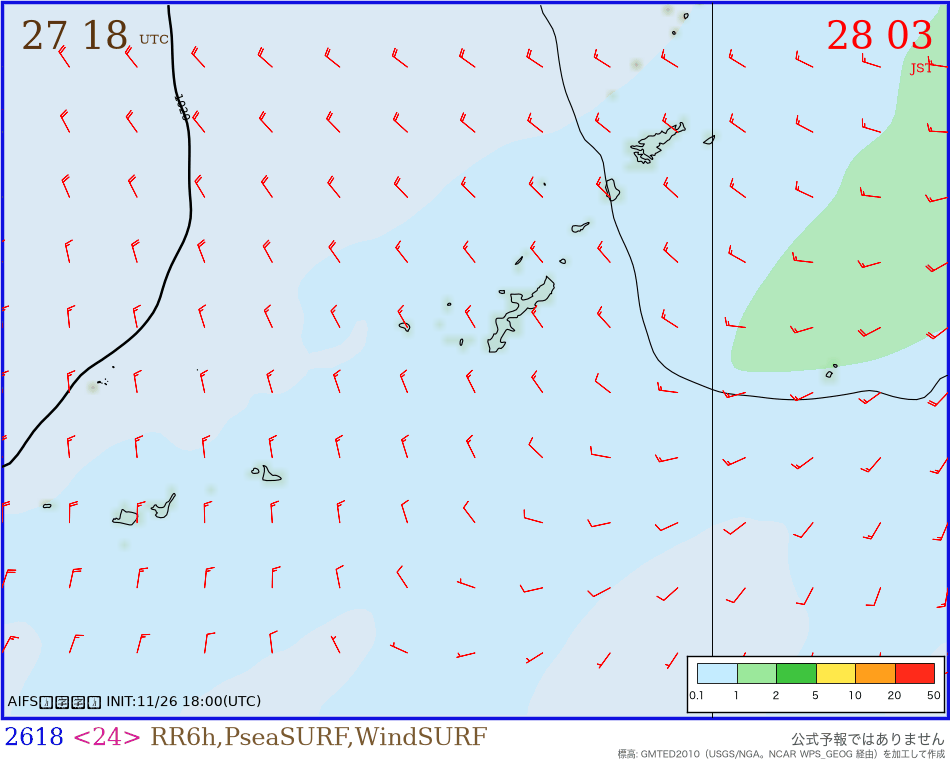 27 18 UTC
28 03
JST
1020
0.1 1 2 5 10 20 50
AIFS INIT:11/26 18:00(UTC)
2618 <24> RR6h,PseaSURF,WindSURF
公式予報ではありません
標高: GMTED2010（USGS/NGA。NCAR WPS_GEOG 経由）を加工して作成